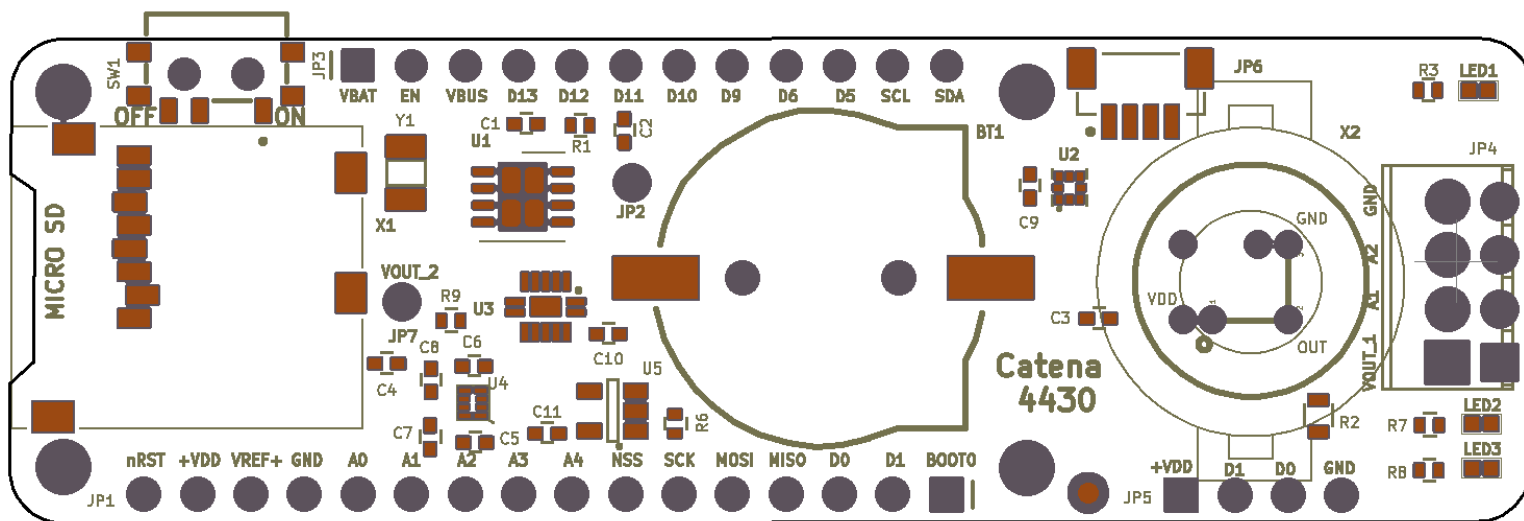 SW1
JP3
VBAT EN VBUS D13 D12 D11 D10 D9 D6 D5 SCL SDA
JP6
R3
LED1
OFF ON
Y1
C1
U1
R1
C2
BT1
U2
X2
JP4
X1
JP2
C9
GND
GND
A2
A1
VOUT_1
MICRO SD
VOUT_2
JP7
R9
U3
VDD
C3
OUT
C10
C4
C8
C6
U4
U5
Catena
4430
C7
C5
C11
R6
R2
R7
LED2
LED3
R8
nRST +VDD VREF+ GND A0 A1 A2 A3 A4 NSS SCK MOSI MISO D0 D1 BOOT0
+VDD D1 D0 GND
JP1
JP5